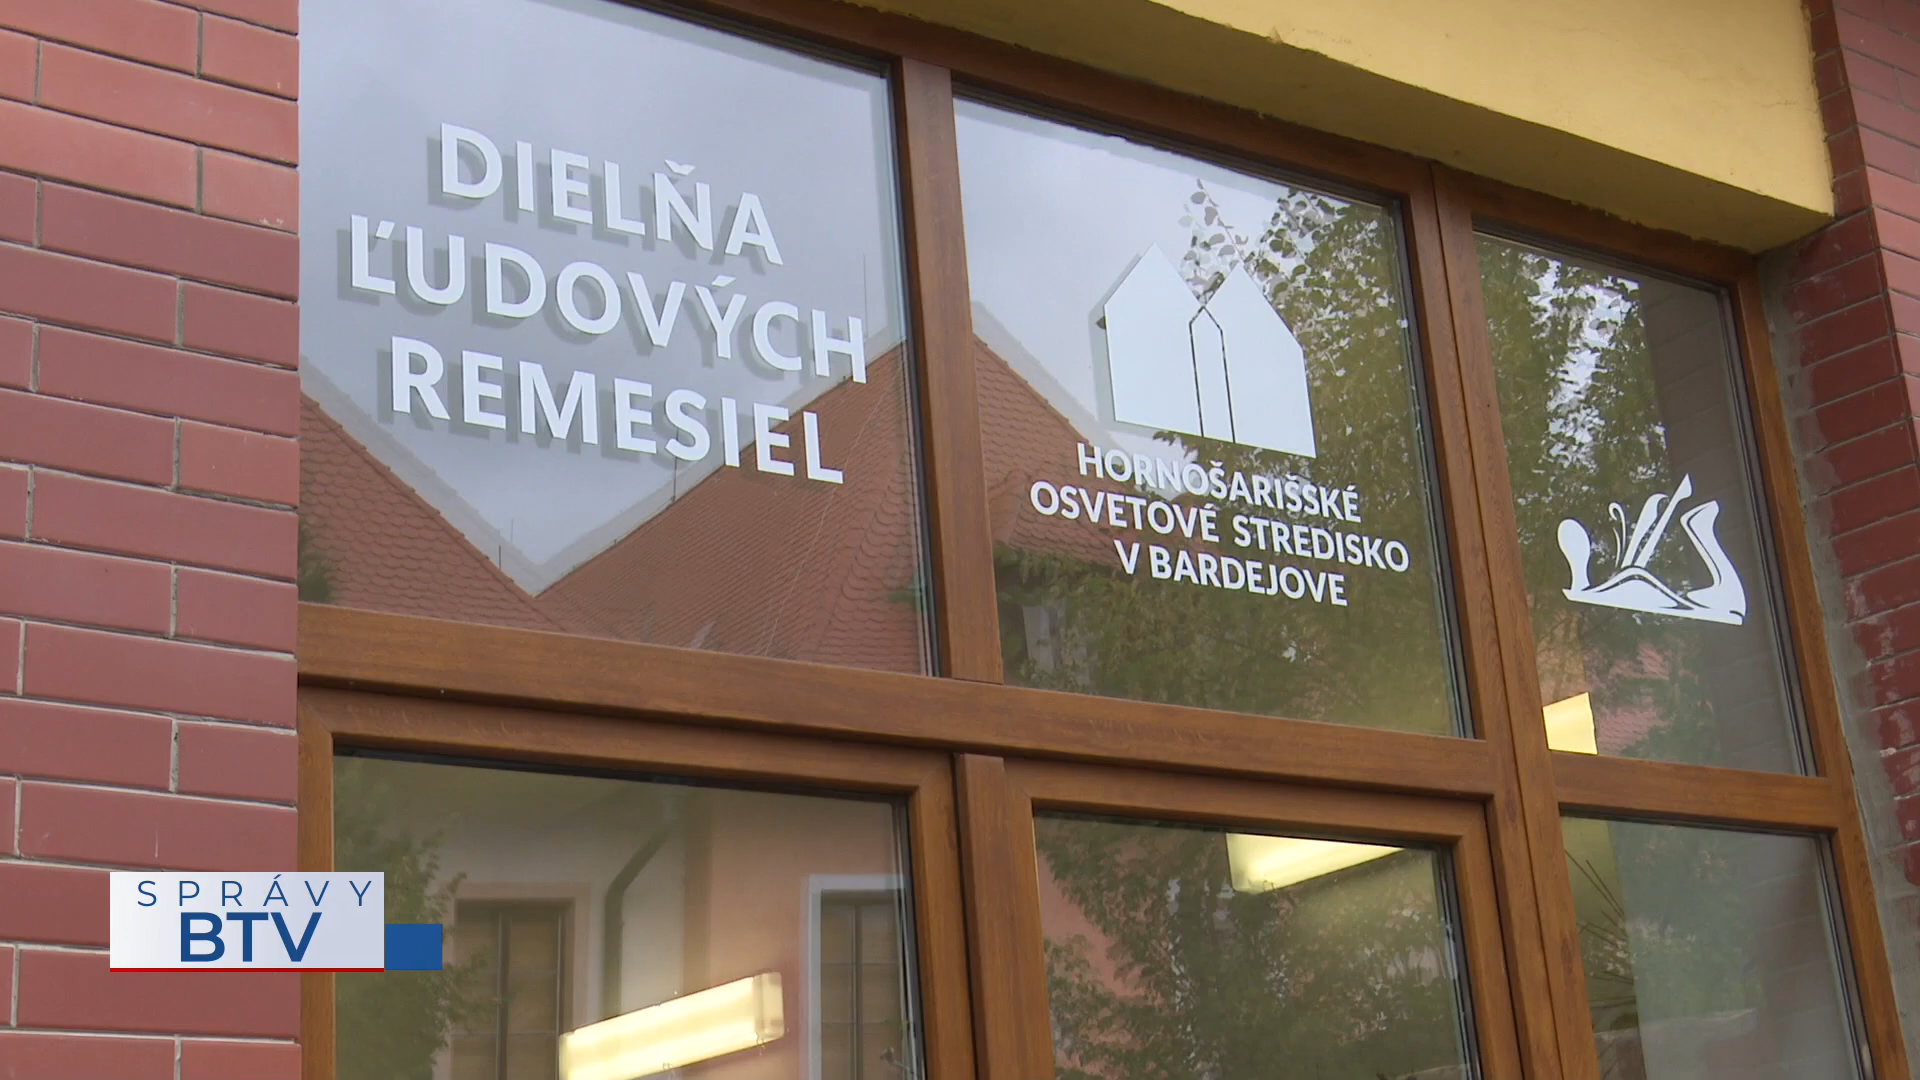 DIELŇA
ĽUDOVÝCH
REMESIEL
HORNOŠARIŠSKÉ
OSVETOVÉ STREDISKO
V BARDEJOVE
SPRÁVY
BTV